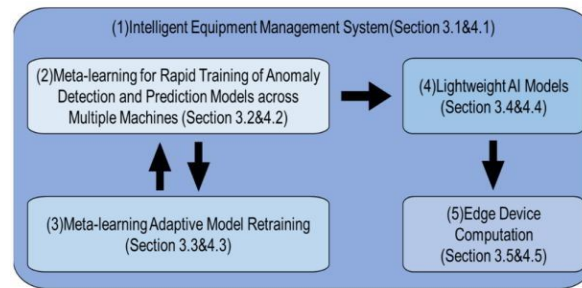 (1)Intelligent Equipment Management System(Section 3.1&4.1)
(2)Meta-learning for Rapid Training of Anomaly
Detection and Prediction Models across
Multiple Machines (Section 3.2&4.2)
(4)Lightweight AI Models
(Section 3.4&4.4)
(3)Meta-learning Adaptive Model Retraining
(Section 3.3&4.3)
(5)Edge Device
Computation
(Section 3.5&4.5)